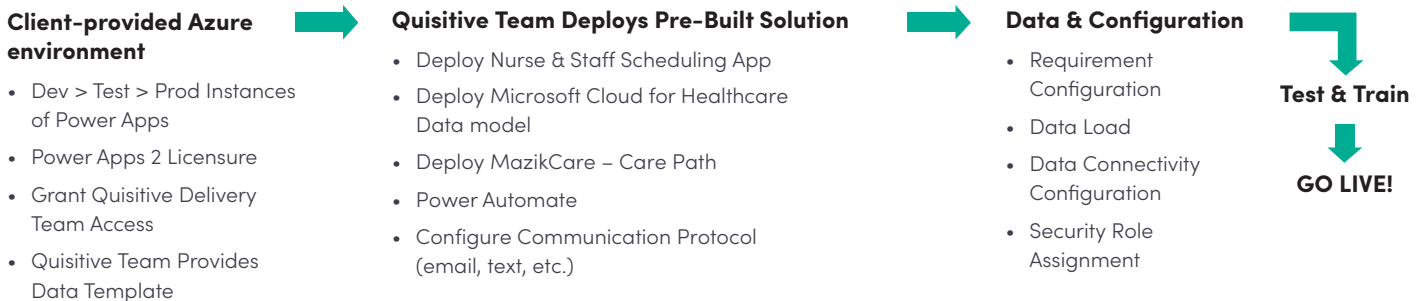 Client-provided Azure
environment
• Dev > Test > Prod Instances
of Power Apps
• Power Apps 2 Licensure
• Grant Quisitive Delivery
Team Access
• Quisitive Team Provides
Data Template
Quisitive Team Deploys Pre-Built Solution
• Deploy Nurse & Staff Scheduling App
• Deploy Microsoft Cloud for Healthcare
Data model
• Deploy MazikCare – Care Path
• Power Automate
• Configure Communication Protocol
(email, text, etc.)
Data & Configuration
• Requirement
Configuration
• Data Load
• Data Connectivity
Configuration
• Security Role
Assignment
Test & Train
GO LIVE!